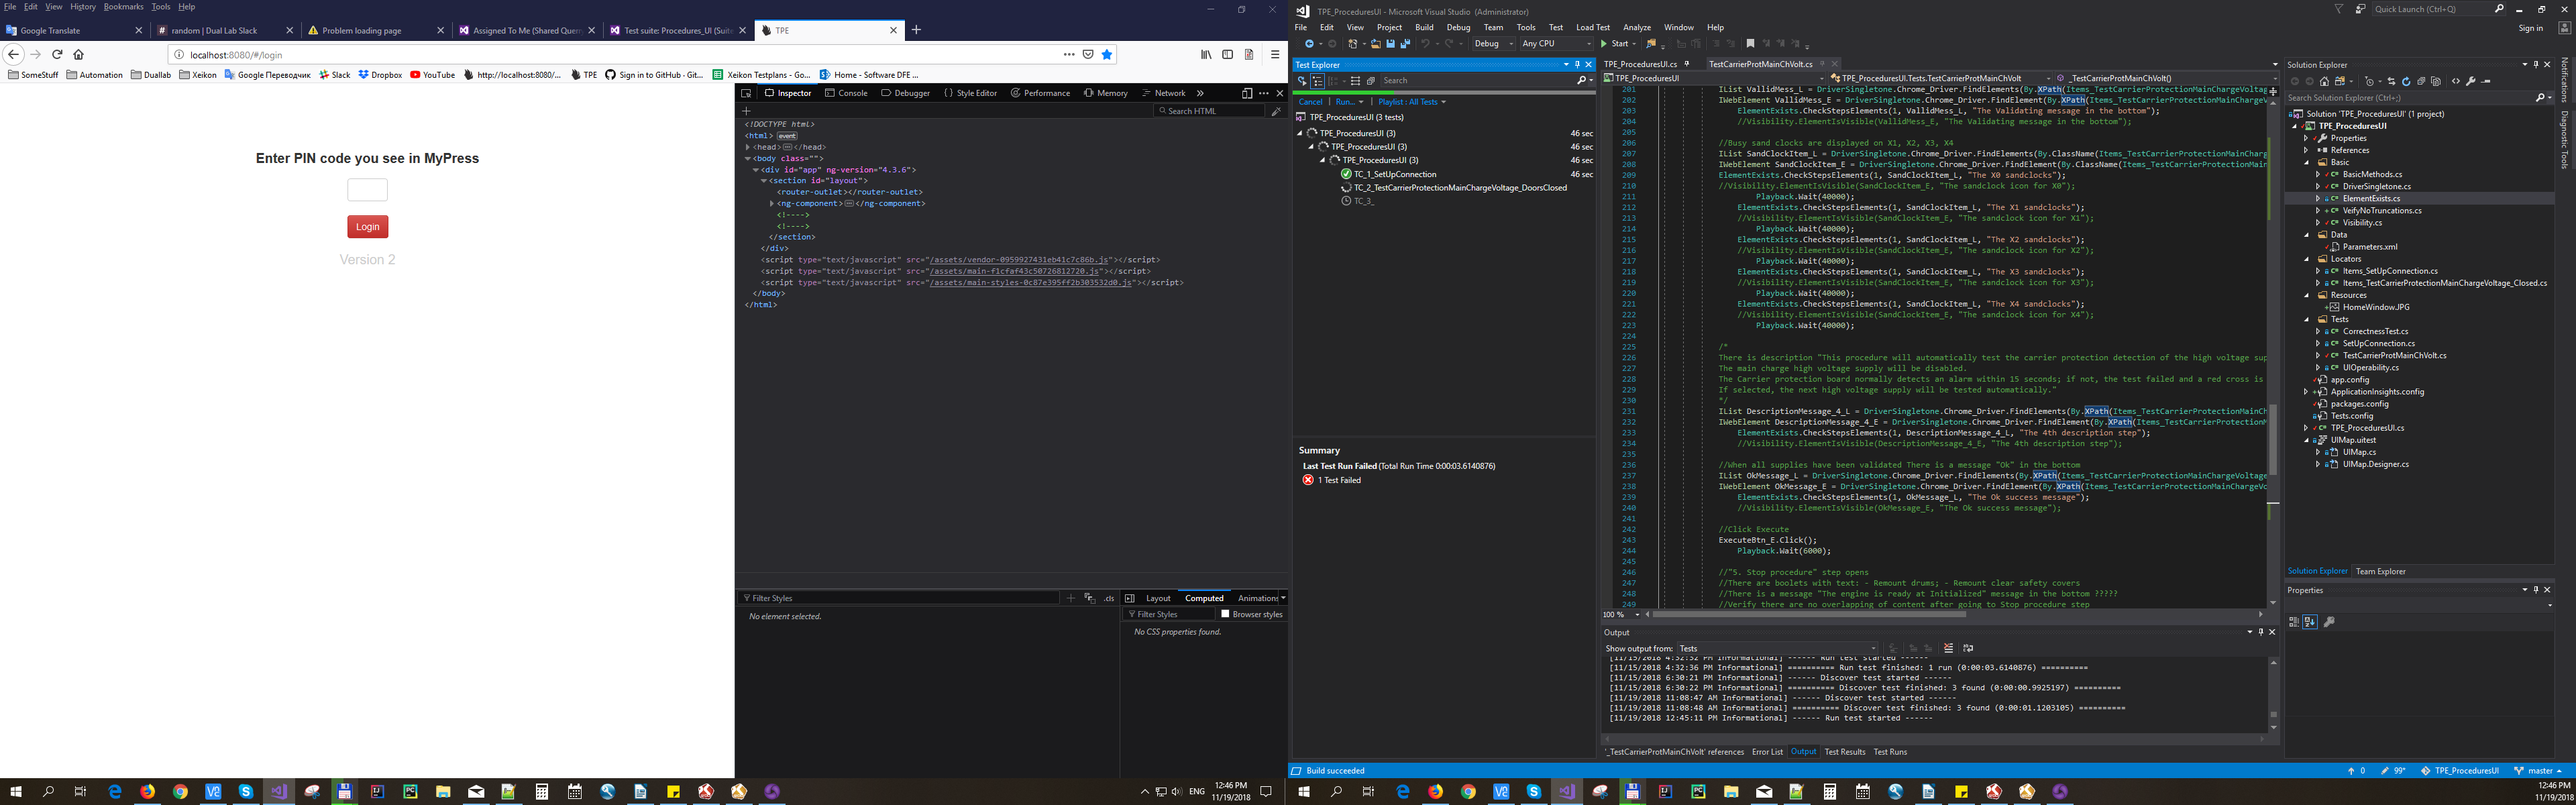 File Edit View History Bookmarks Tools Help
Google Translate
random | Dual Lab Slack
Problem loading page
Assigned To Me (Shared Quer
Test suite: Procedures_UI (Suite
TPE
localhost:8080/#/login
SomeStuff Automation Duallab Xeikon Google Переводчик Slack Dropbox YouTube http://localhost:8080/... TPE Sign in to GitHub · Git... Xeikon Testplans - Go... Home - Software DFE ...
Enter PIN code you see in MyPress
Login
Version 2
Inspector Console Debugger Style Editor Performance Memory Network
Search HTML
<!DOCTYPE html>
<html> event
<head></head>
<body class="">
<div id="app" ng-version="4.3.6">
<section id="layout">
<router-outlet></router-outlet>
<ng-component></ng-component>
<!---->
<!---->
</section>
</div>
<script type="text/javascript" src="/assets/vendor-0959927431eb41c7c86b.js"></script>
<script type="text/javascript" src="/assets/main-f1cfaf43c50726812720.js"></script>
<script type="text/javascript" src="/assets/main-styles-0c87e395ff2b303532d0.js"></script>
</body>
</html>
Filter Styles .cls
No element selected.
Layout Computed Animations
Filter Styles Browser styles
No CSS properties found.
ENG 12:46 PM 11/19/2018
TPE_ProceduresUI - Microsoft Visual Studio (Administrator)
Quick Launch (Ctrl+Q)
File Edit View Project Build Debug Team Tools Test Load Test Analyze Window Help
Sign in
Debug Any CPU Start
Test Explorer
Search
Cancel | Run... | Playlist : All Tests
TPE_ProceduresUI (3 tests)
TPE_ProceduresUI (3) 46 sec
TPE_ProceduresUI (3) 46 sec
TPE_ProceduresUI (3) 46 sec
TC_1_SetUpConnection 46 sec
TC_2_TestCarrierProtectionMainChargeVoltage_DoorsClosed
TC_3_
Summary
Last Test Run Failed (Total Run Time 0:00:03.6140876)
1 Test Failed
TPE_ProceduresUI.cs TestCarrierProtMainChVolt.cs
TPE_ProceduresUI TPE_ProceduresUI.Tests.TestCarrierProtMainChVolt _TestCarrierProtMainChVolt()
201 IList VallidMess_L = DriverSingletone.Chrome_Driver.FindElements(By.XPath(Items_TestCarrierProtectionMainChargeVoltag
202 IWebElement VallidMess_E = DriverSingletone.Chrome_Driver.FindElement(By.XPath(Items_TestCarrierProtectionMainChargeV
203 ElementExists.CheckStepsElements(1, VallidMess_L, "The Validating message in the bottom");
204 //Visibility.ElementIsVisible(VallidMess_E, "The Validating message in the bottom");
205
206 //Busy sand clocks are displayed on X1, X2, X3, X4
207 IList SandClockItem_L = DriverSingletone.Chrome_Driver.FindElements(By.ClassName(Items_TestCarrierProtectionMainCharg
208 IWebElement SandClockItem_E = DriverSingletone.Chrome_Driver.FindElement(By.ClassName(Items_TestCarrierProtectionMain
209 ElementExists.CheckStepsElements(1, SandClockItem_L, "The X0 sandclocks");
210 //Visibility.ElementIsVisible(SandClockItem_E, "The sandclock icon for X0");
211 Playback.Wait(40000);
212 ElementExists.CheckStepsElements(1, SandClockItem_L, "The X1 sandclocks");
213 //Visibility.ElementIsVisible(SandClockItem_E, "The sandclock icon for X1");
214 Playback.Wait(40000);
215 ElementExists.CheckStepsElements(1, SandClockItem_L, "The X2 sandclocks");
216 //Visibility.ElementIsVisible(SandClockItem_E, "The sandclock icon for X2");
217 Playback.Wait(40000);
218 ElementExists.CheckStepsElements(1, SandClockItem_L, "The X3 sandclocks");
219 //Visibility.ElementIsVisible(SandClockItem_E, "The sandclock icon for X3");
220 Playback.Wait(40000);
221 ElementExists.CheckStepsElements(1, SandClockItem_L, "The X4 sandclocks");
222 //Visibility.ElementIsVisible(SandClockItem_E, "The sandclock icon for X4");
223 Playback.Wait(40000);
224
225 /*
226 There is description "This procedure will automatically test the carrier protection detection of the high voltage sup
227 The main charge high voltage supply will be disabled.
228 The Carrier protection board normally detects an alarm within 15 seconds; if not, the test failed and a red cross is
229 If selected, the next high voltage supply will be tested automatically."
230 */
231 IList DescriptionMessage_4_L = DriverSingletone.Chrome_Driver.FindElements(By.XPath(Items_TestCarrierProtectionMainCh
232 IWebElement DescriptionMessage_4_E = DriverSingletone.Chrome_Driver.FindElement(By.XPath(Items_TestCarrierProtectionM
233 ElementExists.CheckStepsElements(1, DescriptionMessage_4_L, "The 4th description step");
234 //Visibility.ElementIsVisible(DescriptionMessage_4_E, "The 4th description step");
235
236 //When all supplies have been validated There is a message "Ok" in the bottom
237 IList OkMessage_L = DriverSingletone.Chrome_Driver.FindElements(By.XPath(Items_TestCarrierProtectionMainChargeVoltage
238 IWebElement OkMessage_E = DriverSingletone.Chrome_Driver.FindElement(By.XPath(Items_TestCarrierProtectionMainChargeVo
239 ElementExists.CheckStepsElements(1, OkMessage_L, "The Ok success message");
240 //Visibility.ElementIsVisible(OkMessage_E, "The Ok success message");
241
242 //Click Execute
243 ExecuteBtn_E.Click();
244 Playback.Wait(6000);
245
246 //"5. Stop procedure" step opens
247 //There are boolets with text: - Remount drums; - Remount clear safety covers
248 //There is a message "The engine is ready at Initialized" message in the bottom ?????
249 //Verify there are no overlapping of content after going to Stop procedure step
100 %
Output
Show output from: Tests
[11/15/2018 4:32:32 PM Informational] ------ Run test started ------
[11/15/2018 4:32:36 PM Informational] ========== Run test finished: 1 run (0:00:03.6140876) ==========
[11/15/2018 6:30:21 PM Informational] ------ Discover test started ------
[11/15/2018 6:30:22 PM Informational] ========== Discover test finished: 3 found (0:00:00.9925197) ==========
[11/19/2018 11:08:47 AM Informational] ------ Discover test started ------
[11/19/2018 11:08:48 AM Informational] ========== Discover test finished: 3 found (0:00:01.1203105) ==========
[11/19/2018 12:45:11 PM Informational] ------ Run test started ------
'_TestCarrierProtMainChVolt' references Error List Output Test Results Test Runs
Solution Explorer
Search Solution Explorer (Ctrl+;)
Solution 'TPE_ProceduresUI' (1 project)
TPE_ProceduresUI
Properties
References
Basic
BasicMethods.cs
DriverSingletone.cs
ElementExists.cs
VeifyNoTruncations.cs
Visibility.cs
Data
Parameters.xml
Locators
Items_SetUpConnection.cs
Items_TestCarrierProtectionMainChargeVoltage_Closed.cs
Resources
HomeWindow.JPG
Tests
CorrectnessTest.cs
SetUpConnection.cs
TestCarrierProtMainChVolt.cs
UIOperability.cs
app.config
ApplicationInsights.config
packages.config
Tests.config
TPE_ProceduresUI.cs
UIMap.uitest
UIMap.cs
UIMap.Designer.cs
Solution Explorer Team Explorer
Properties
Notifications
Diagnostic Tools
Build succeeded
0 99* TPE_ProceduresUI master
12:46 PM
11/19/2018